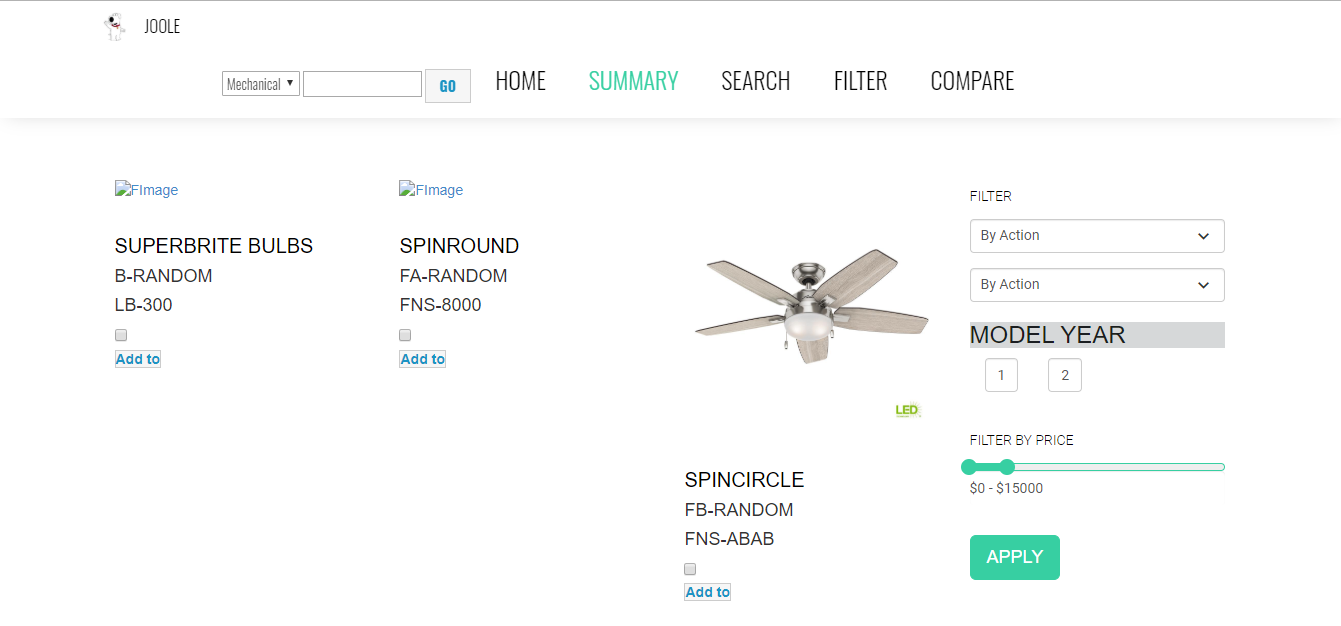 JOOLE
Mechanical GO HOME SUMMARY SEARCH FILTER COMPARE
FImage
SUPERBRITE BULBS
B-RANDOM
LB-300
Add to
FImage
SPINROUND
FA-RANDOM
FNS-8000
Add to
LED
SPINCIRCLE
FB-RANDOM
FNS-ABAB
Add to
FILTER
By Action
By Action
MODEL YEAR
1 2
FILTER BY PRICE
$0 - $15000
APPLY